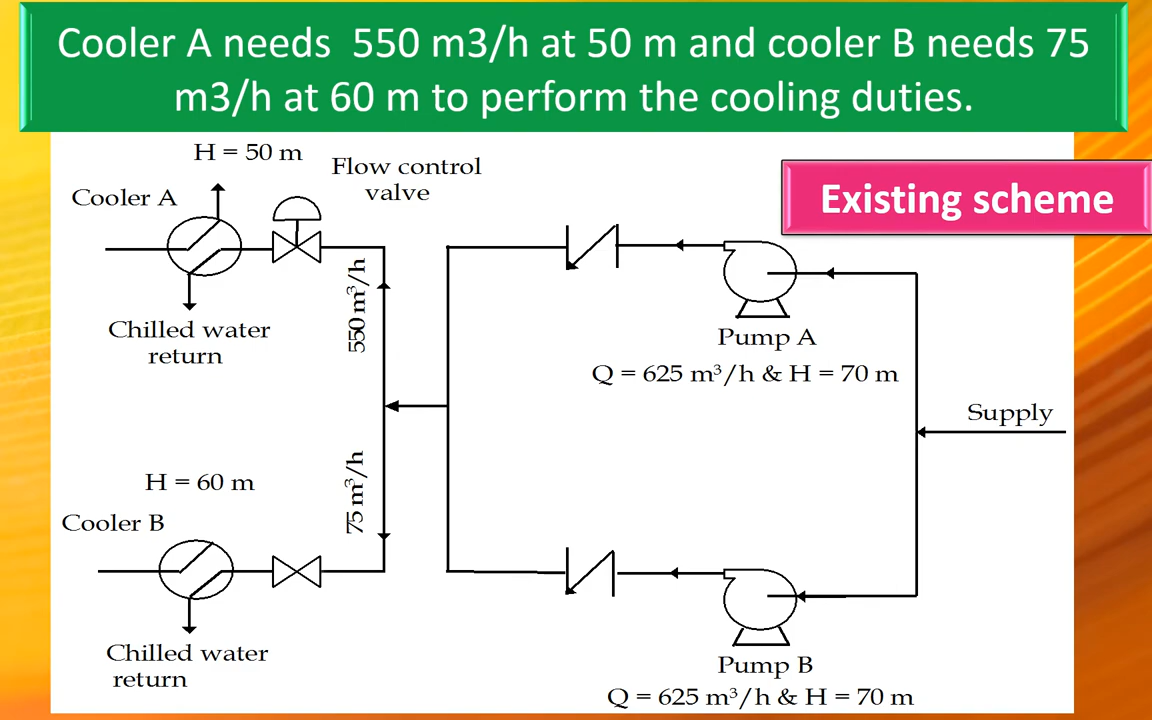 Cooler A needs  550 m3/h at 50 m and cooler B needs 75
m3/h at 60 m to perform the cooling duties.
Existing scheme
H = 50 m
Flow control
valve
Cooler A
550 m³/h
Chilled water
return
Pump A
Q = 625 m³/h & H = 70 m
Supply
75 m³/h
H = 60 m
Cooler B
Chilled water
return
Pump B
Q = 625 m³/h & H = 70 m